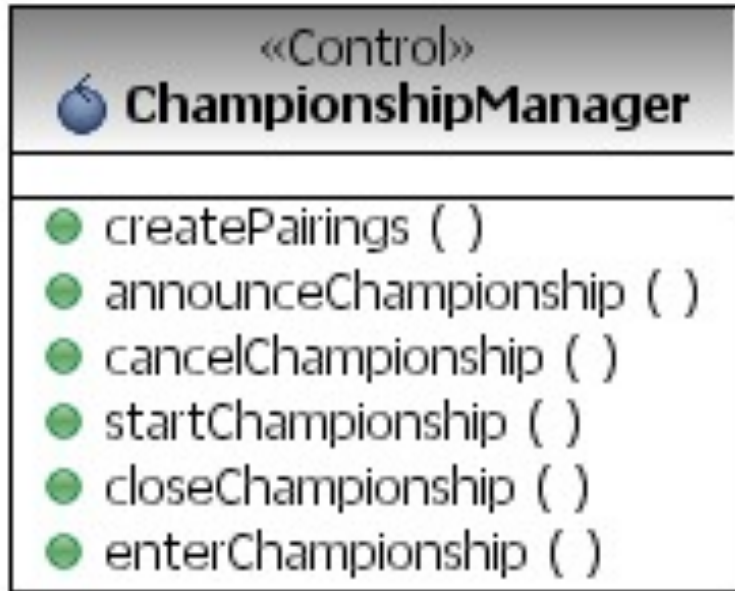 «Control»
ChampionshipManager
createPairings ( )
announceChampionship ( )
cancelChampionship ( )
startChampionship ( )
closeChampionship ( )
enterChampionship ( )